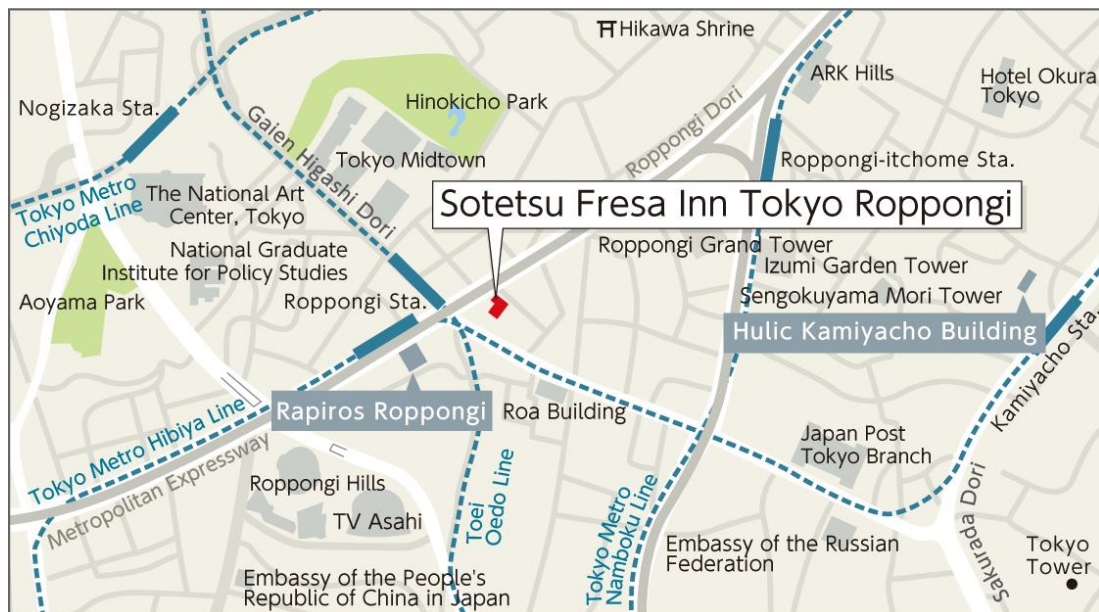 Hikawa Shrine
ARK Hills
Hotel Okura
Tokyo
Nogizaka Sta.
Hinokicho Park
Gaien Higashi Dori
Roppongi Dori
Tokyo Midtown
Roppongi-itchome Sta.
Tokyo Metro
Chiyoda Line
The National Art
Center, Tokyo
Sotetsu Fresa Inn Tokyo Roppongi
National Graduate
Institute for Policy Studies
Roppongi Grand Tower
Izumi Garden Tower
Sengokuyama Mori Tower
Aoyama Park
Roppongi Sta.
Hulic Kamiyacho Building
Kamiyacho Sta.
Rapiros Roppongi
Roa Building
Tokyo Metro Hibiya Line
Metropolitan Expressway
Japan Post
Tokyo Branch
Roppongi Hills
TV Asahi
Toei
Oedo Line
Tokyo Metro
Namboku Line
Embassy of the Russian
Federation
Sakurada Dori
Tokyo
Tower
Embassy of the People's
Republic of China in Japan